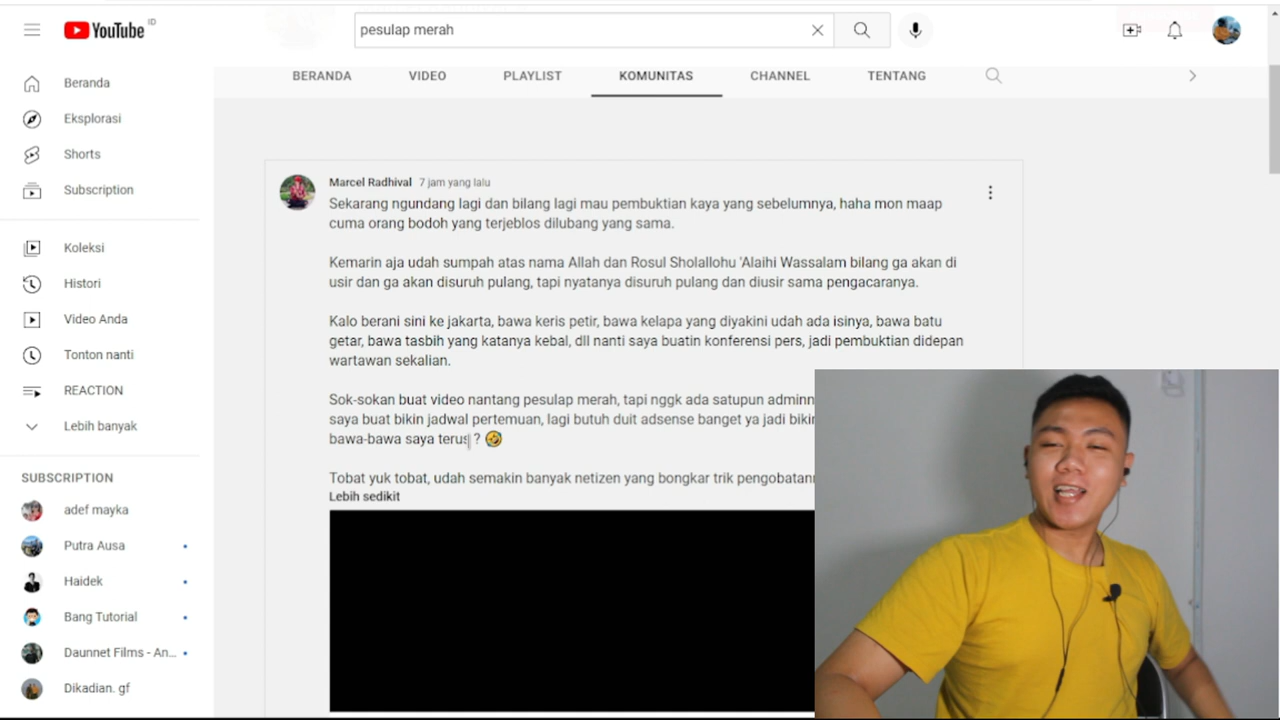 YouTube ID
pesulap merah
Beranda
Eksplorasi
Shorts
Subscription
Koleksi
Histori
Video Anda
Tonton nanti
REACTION
Lebih banyak
SUBSCRIPTION
adef mayka
Putra Ausa
Haidek
Bang Tutorial
Daunnet Films - An...
Dikadian. gf
BERANDA VIDEO PLAYLIST KOMUNITAS CHANNEL TENTANG
Marcel Radhival 7 jam yang lalu
Sekarang ngundang lagi dan bilang lagi mau pembuktian kaya yang sebelumnya, haha mon maap
cuma orang bodoh yang terjeblos dilubang yang sama.
Kemarin aja udah sumpah atas nama Allah dan Rosul Sholallohu 'Alaihi Wassalam bilang ga akan di
usir dan ga akan disuruh pulang, tapi nyatanya disuruh pulang dan diusir sama pengacaranya.
Kalo berani sini ke jakarta, bawa keris petir, bawa kelapa yang diyakini udah ada isinya, bawa batu
getar, bawa tasbih yang katanya kebal, dll nanti saya buatin konferensi pers, jadi pembuktian didepan
wartawan sekalian.
Sok-sokan buat video nantang pesulap merah, tapi nggk ada satupun adminn
saya buat bikin jadwal pertemuan, lagi butuh duit adsense banget ya jadi bikin
bawa-bawa saya terus ? 🤣
Tobat yuk tobat, udah semakin banyak netizen yang bongkar trik pengobatann
Lebih sedikit